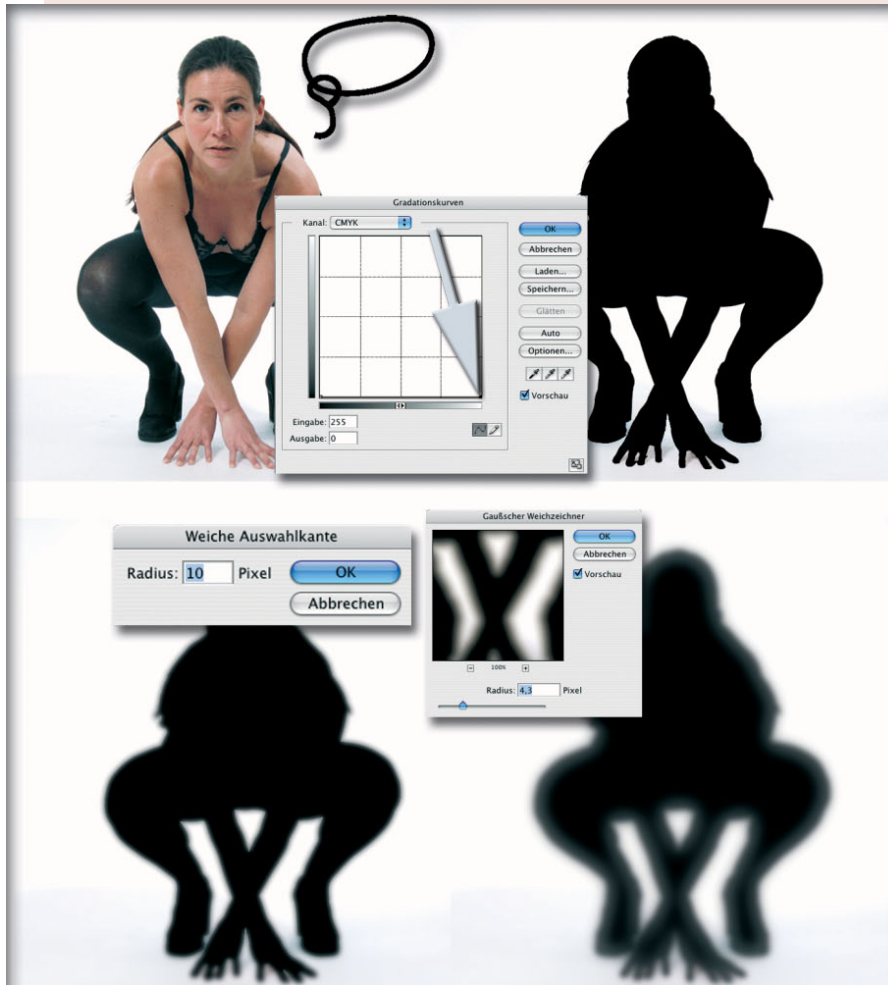 Gradationskurven
Kanal: CMYK
OK
Abbrechen
Laden...
Speichern...
Glätten
Auto
Optionen...
Vorschau
Eingabe: 255
Ausgabe: 0
Weiche Auswahlkante
Radius: 10 Pixel
OK
Abbrechen
Gaußscher Weichzeichner
OK
Abbrechen
Vorschau
100%
Radius: 4,3 Pixel